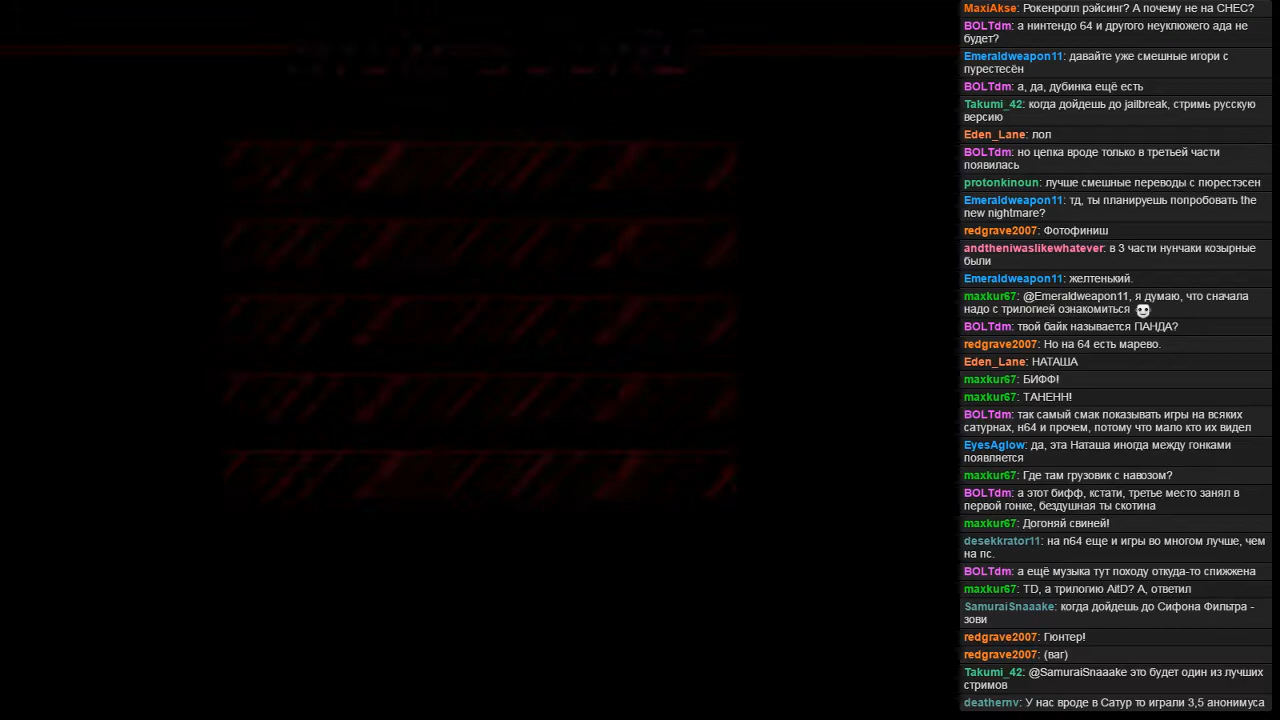 MaxiAkse: Рокенролл рэйсинг? А почему не на СНЕС?
BOLTdm: а нинтендо 64 и другого неуклюжего ада не
будет?
Emeraldweapon11: давайте уже смешные игори с
пурестесён
BOLTdm: а, да, дубинка ещё есть
Takumi_42: когда дойдешь до jailbreak, стримь русскую
версию
Eden_Lane: лол
BOLTdm: но цепка вроде только в третьей части
появилась
protonkinoun: лучше смешные переводы с пюрестэсен
Emeraldweapon11: тд, ты планируешь попробовать the
new nightmare?
redgrave2007: Фотофиниш
andtheniwaslikewhatever: в 3 части нунчаки козырные
были
Emeraldweapon11: желтенький.
maxkur67: @Emeraldweapon11, я думаю, что сначала
надо с трилогией ознакомиться
BOLTdm: твой байк называется ПАНДА?
redgrave2007: Но на 64 есть марево.
Eden_Lane: НАТАША
maxkur67: БИФФ!
maxkur67: ТАНЕНН!
BOLTdm: так самый смак показывать игры на всяких
сатурнах, н64 и прочем, потому что мало кто их видел
EyesAglow: да, эта Наташа иногда между гонками
появляется
maxkur67: Где там грузовик с навозом?
BOLTdm: а этот бифф, кстати, третье место занял в
первой гонке, бездушная ты скотина
maxkur67: Догоняй свиней!
desekkrator11: на n64 еще и игры во многом лучше, чем
на пс.
BOLTdm: а ещё музыка тут походу откуда-то спижжена
maxkur67: TD, а трилогию AitD? А, ответил
SamuraiSnaaake: когда дойдешь до Сифона Фильтра -
зови
redgrave2007: Гюнтер!
redgrave2007: (ваг)
Takumi_42: @SamuraiSnaaake это будет один из лучших
стримов
deathernv: У нас вроде в Сатур то играли 3,5 анонимуса